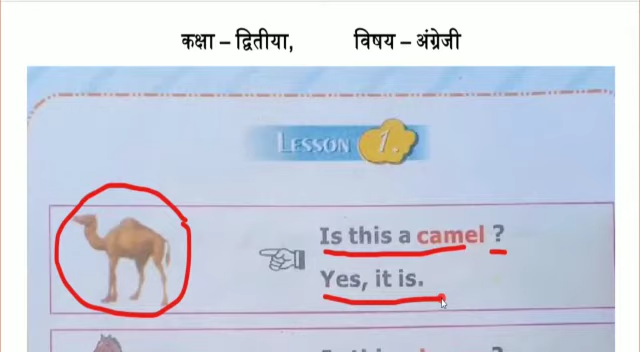 कक्षा – द्वितीया, विषय – अंग्रेजी
LESSON 1.
Is this a camel ?
Yes, it is.